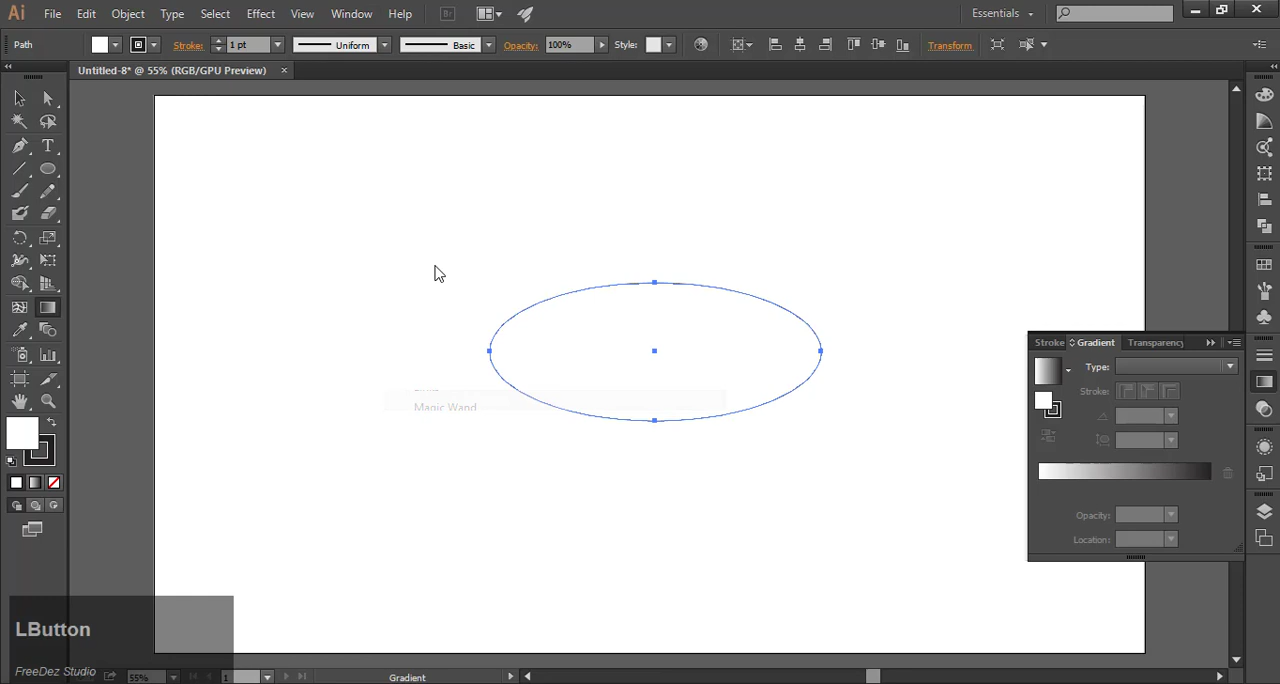 Ai File Edit Object Type Select Effect View Window Help Br Essentials
Path Stroke: 1 pt Uniform Basic Opacity: 100% Style: Transform
Untitled-8* @ 55% (RGB/GPU Preview) ×
T
Stroke Gradient Transparency
Type:
Stroke:
Magic Wand
Opacity:
Location:
LButton
FreeDez Studio
55% 1 Gradient